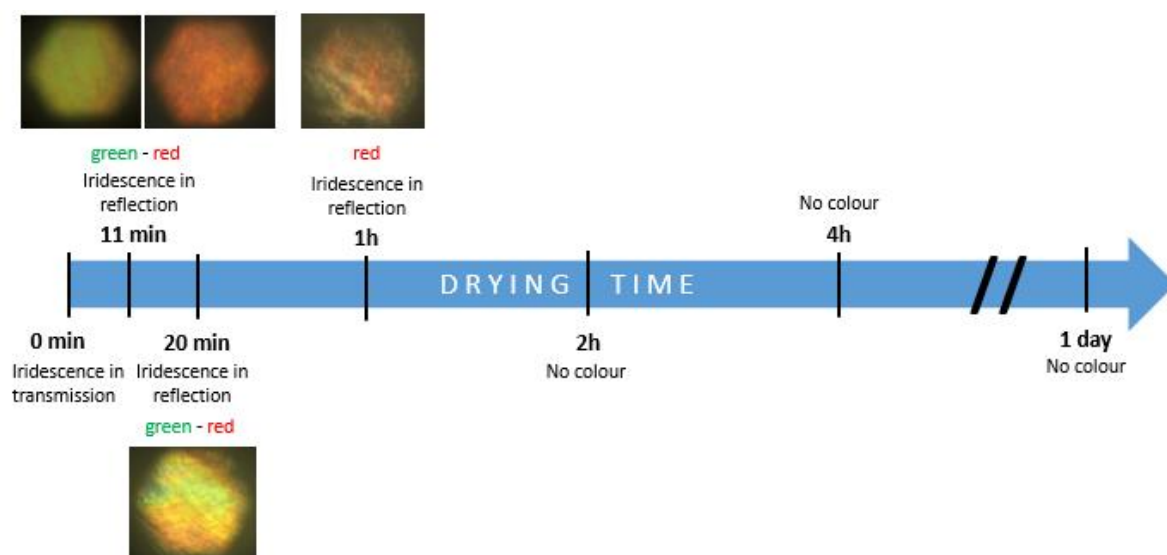 green - red
Iridescence in
reflection
11 min
red
Iridescence in
reflection
1h
No colour
4h
DRYING TIME
0 min
Iridescence in
transmission
20 min
Iridescence in
reflection
green - red
2h
No colour
1 day
No colour